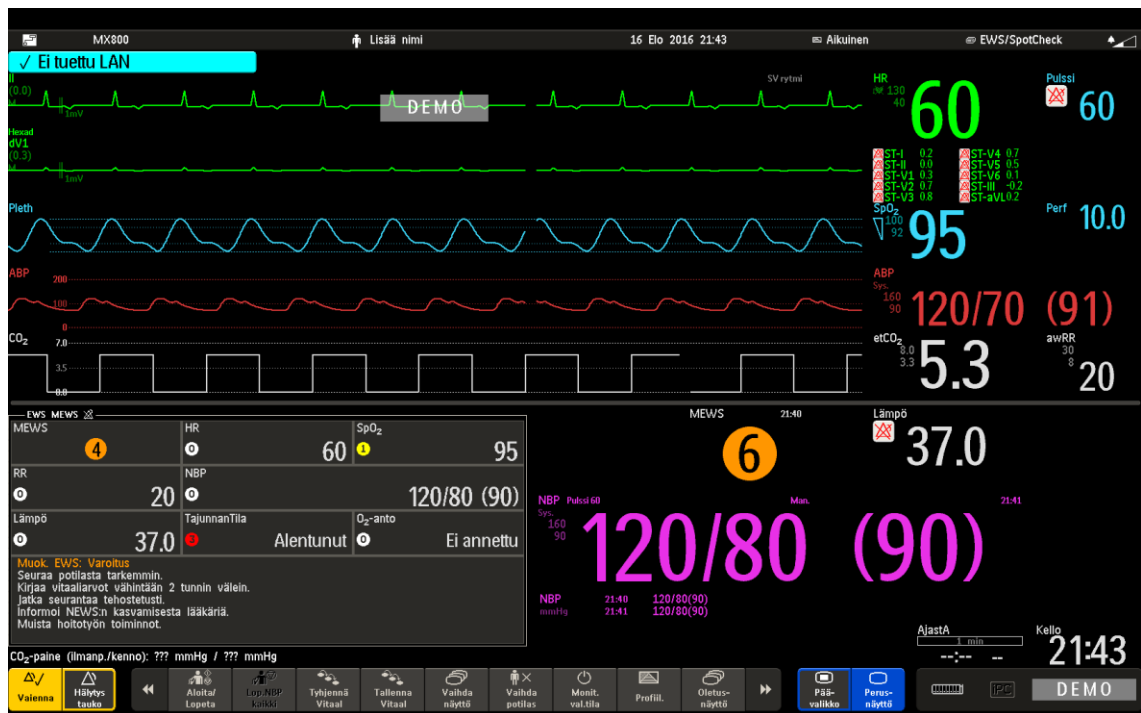 MX800 Lisää nimi 16 Elo 2016 21:43 Aikuinen EWS/SpotCheck
✓ Ei tuettu LAN
II SV rytmi HR Pulssi
(0.0) 130
M 40 60 60
1mV DEMO
Hexad
dV1
(0.3)
M
1mV
ST-I 0.2 ST-V4 0.7
ST-II 0.0 ST-V5 0.5
ST-V1 0.3 ST-V6 0.1
ST-V2 0.7 ST-III -0.2
ST-V3 0.8 ST-aVL 0.2
Pleth SpO₂ Perf
100
92 95 10.0
ABP 200 ABP
Sys.
100 160
90 120/70 (91)
0
CO₂ 7.0 etCO₂ awRR
8.0 30
3.5 3.3 5.3 8 20
0.0
EWS MEWS
MEWS HR SpO₂
4 0 60 1 95
RR NBP
0 20 0 120/80 (90)
Lämpö TajunnanTila O₂-anto
0 37.0 3 Alentunut 0 Ei annettu
Muok. EWS: Varoitus
Seuraa potilasta tarkemmin.
Kirjaa vitaaliarvot vähintään 2 tunnin välein.
Jatka seurantaa tehostetusti.
Informoi NEWS:n kasvamisesta lääkäriä.
Muista hoitotyön toiminnot.
MEWS 21:40 Lämpö
6 37.0
NBP Pulssi 60 Man. 21:41
Sys.
160
90 120/80 (90)
NBP 21:40 120/80(90)
mmHg 21:41 120/80(90)
AjastA Kello
1 min
--:-- -- 21:43
CO₂-paine (ilmanp./kenno): ??? mmHg / ??? mmHg
Vaienna
Hälytys
tauko
Aloita/
Lopeta
Lop.NBP
kaikki
Tyhjennä
Vitaal
Tallenna
Vitaal
Vaihda
näyttö
Vaihda
potilas
Monit.
val.tila
Profiil.
Oletus-
näyttö
Pää-
valikko
Perus-
näyttö
IPC
DEMO